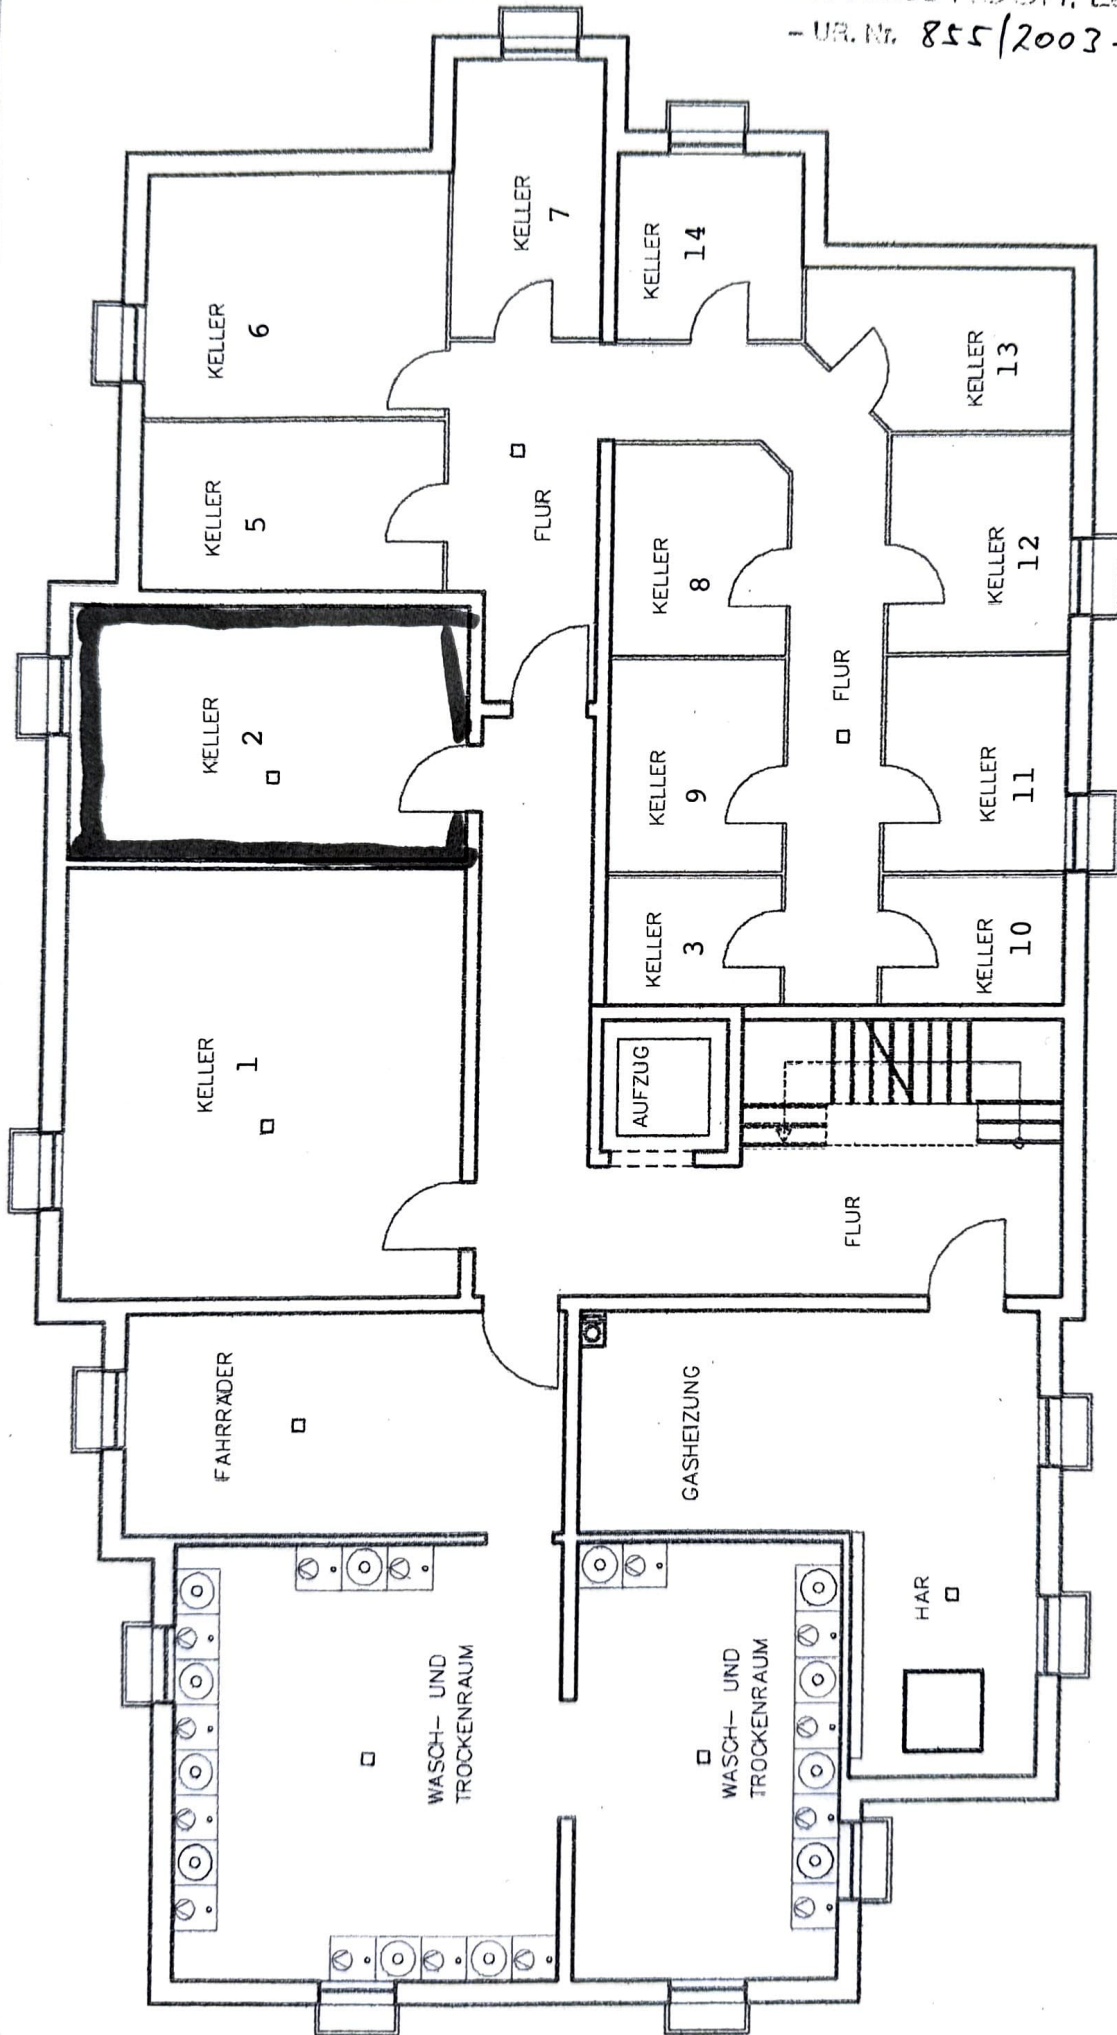 - UR. Nr. 855/2003 -
KELLER
7
KELLER
14
KELLER
6
KELLER
13
KELLER
5
FLUR
KELLER
8
KELLER
12
KELLER
2
FLUR
KELLER
9
KELLER
11
KELLER
3
KELLER
10
KELLER
1
AUFZUG
FLUR
FAHRRÄDER
GASHEIZUNG
HAR
WASCH- UND
TROCKENRAUM
WASCH- UND
TROCKENRAUM